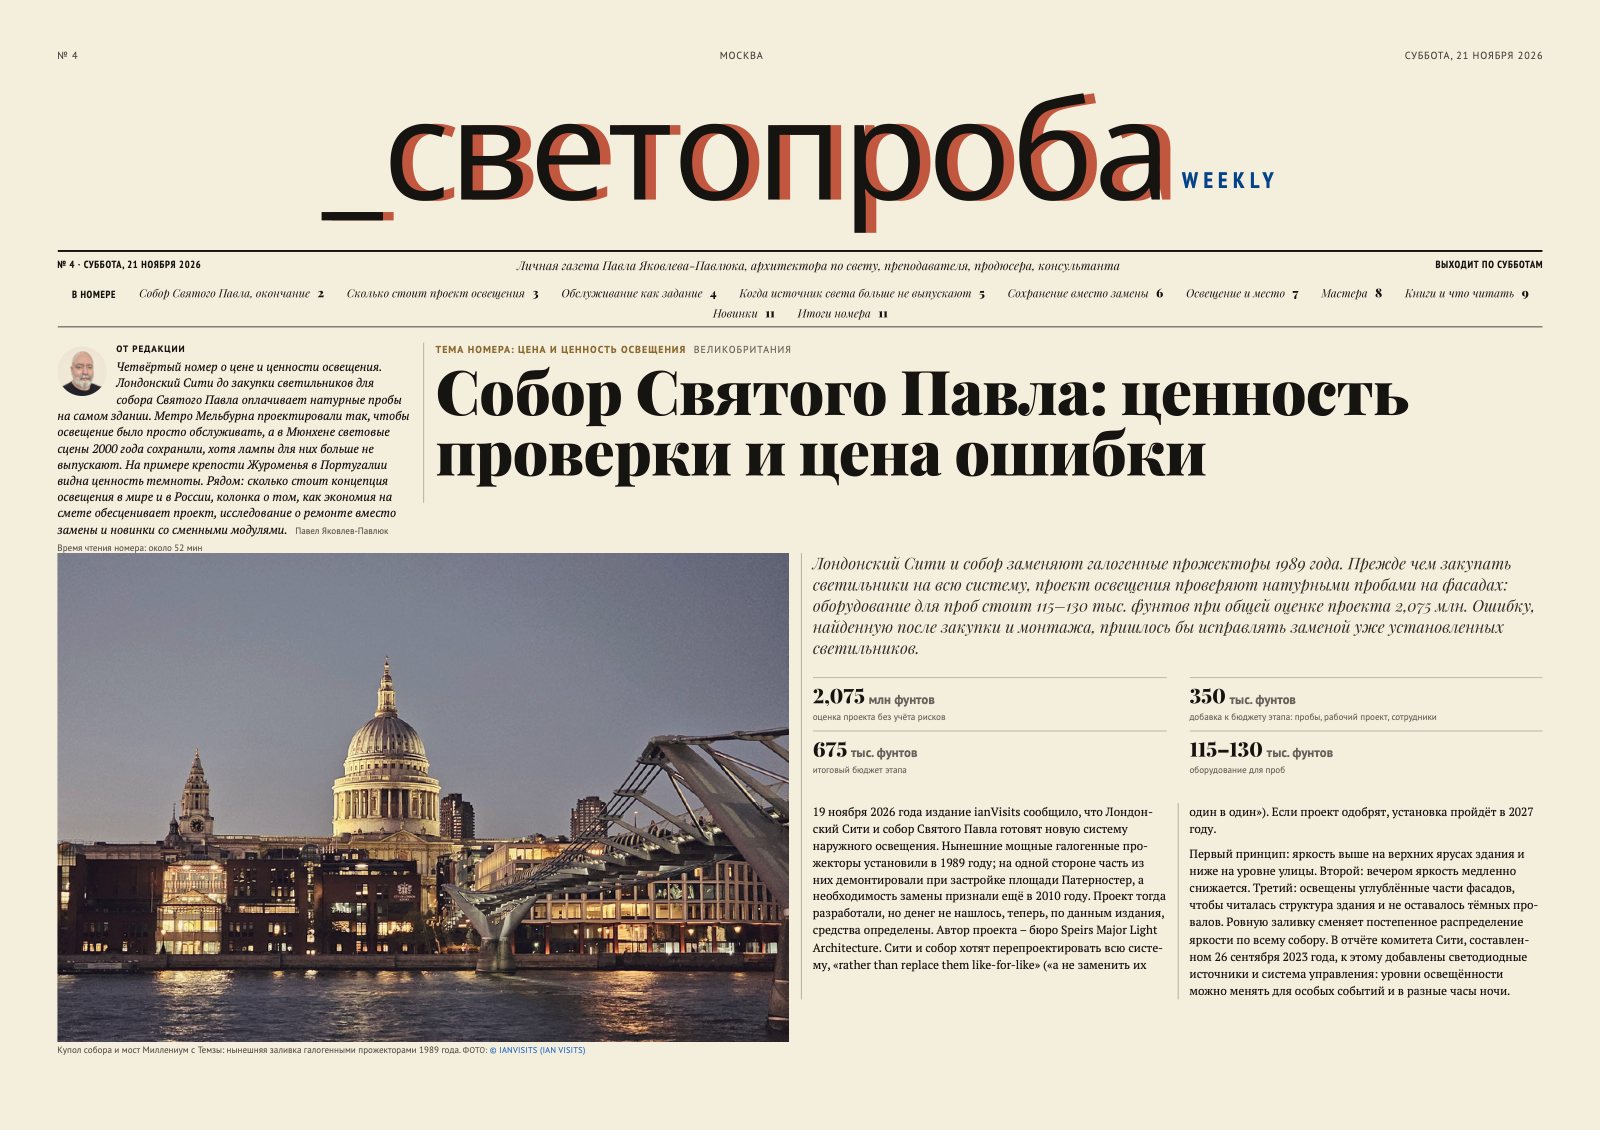 № 4
МОСКВА
СУББОТА, 21 НОЯБРЯ 2026
_светопроба WEEKLY
№ 4 · СУББОТА, 21 НОЯБРЯ 2026
Личная газета Павла Яковлева-Павлюка, архитектора по свету, преподавателя, продюсера, консультанта
ВЫХОДИТ ПО СУББОТАМ
В НОМЕРЕ Собор Святого Павла, окончание 2 Сколько стоит проект освещения 3 Обслуживание как задание 4 Когда источник света больше не выпускают 5 Сохранение вместо замены 6 Освещение и место 7 Мастера 8 Книги и что читать 9
Новинки 11 Итоги номера 11
ОТ РЕДАКЦИИ
Четвёртый номер о цене и ценности освещения.
Лондонский Сити до закупки светильников для
собора Святого Павла оплачивает натурные пробы
на самом здании. Метро Мельбурна проектировали так, чтобы
освещение было просто обслуживать, а в Мюнхене световые
сцены 2000 года сохранили, хотя лампы для них больше не
выпускают. На примере крепости Журоменья в Португалии
видна ценность темноты. Рядом: сколько стоит концепция
освещения в мире и в России, колонка о том, как экономия на
смете обесценивает проект, исследование о ремонте вместо
замены и новинки со сменными модулями. Павел Яковлев-Павлюк
Время чтения номера: около 52 мин
ТЕМА НОМЕРА: ЦЕНА И ЦЕННОСТЬ ОСВЕЩЕНИЯ ВЕЛИКОБРИТАНИЯ
Собор Святого Павла: ценность
проверки и цена ошибки
Купол собора и мост Миллениум с Темзы: нынешняя заливка галогенными прожекторами 1989 года. ФОТО: © IANVISITS (IAN VISITS)
Лондонский Сити и собор заменяют галогенные прожекторы 1989 года. Прежде чем закупать
светильники на всю систему, проект освещения проверяют натурными пробами на фасадах:
оборудование для проб стоит 115–130 тыс. фунтов при общей оценке проекта 2,075 млн. Ошибку,
найденную после закупки и монтажа, пришлось бы исправлять заменой уже установленных
светильников.
2,075 млн фунтов
оценка проекта без учёта рисков
350 тыс. фунтов
добавка к бюджету этапа: пробы, рабочий проект, сотрудники
675 тыс. фунтов
итоговый бюджет этапа
115–130 тыс. фунтов
оборудование для проб
19 ноября 2026 года издание ianVisits сообщило, что Лондон-
ский Сити и собор Святого Павла готовят новую систему
наружного освещения. Нынешние мощные галогенные про-
жекторы установили в 1989 году; на одной стороне часть из
них демонтировали при застройке площади Патерностер, а
необходимость замены признали ещё в 2010 году. Проект тогда
разработали, но денег не нашлось, теперь, по данным издания,
средства определены. Автор проекта – бюро Speirs Major Light
Architecture. Сити и собор хотят перепроектировать всю систе-
му, «rather than replace them like-for-like» («а не заменить их
один в один»). Если проект одобрят, установка пройдёт в 2027
году.
Первый принцип: яркость выше на верхних ярусах здания и
ниже на уровне улицы. Второй: вечером яркость медленно
снижается. Третий: освещены углублённые части фасадов,
чтобы читалась структура здания и не оставалось тёмных про-
валов. Ровную заливку сменяет постепенное распределение
яркости по всему собору. В отчёте комитета Сити, составлен-
ном 26 сентября 2023 года, к этому добавлены светодиодные
источники и система управления: уровни освещённости
можно менять для особых событий и в разные часы ночи.